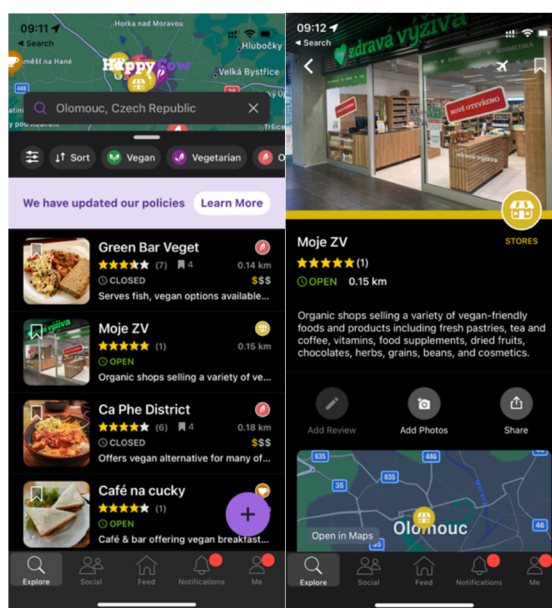 09:11
◄ Search
Horka nad Moravou
Hlubočky
Velká Bystřice
HappyCow
Olomouc, Czech Republic
Sort
Vegan
Vegetarian
We have updated our policies
Learn More
Green Bar Veget
(7) 4 0.14 km
CLOSED $$$
Serves fish, vegan options available...
Moje ZV
(1) 0.15 km
OPEN
Organic shops selling a variety of ve...
Ca Phe District
(6) 4 0.18 km
CLOSED $$$
Offers vegan alternative for many of...
Café na cucky
(1)
OPEN
Café & bar offering vegan breakfast...
Explore
Social
Feed
Notifications
Me
09:12
◄ Search
zdravá výživa
KOSMETIKA
NOVĚ OTEVŘENO
zdravá výživa
Moje ZV
STORES
(1)
OPEN 0.15 km
Organic shops selling a variety of vegan-friendly
foods and products including fresh pastries, tea and
coffee, vitamins, food supplements, dried fruits,
chocolates, herbs, grains, beans, and cosmetics.
Add Review
Add Photos
Share
635
446
35
635
Olomouc
46
Open in Maps
Explore
Social
Feed
Notifications
Me